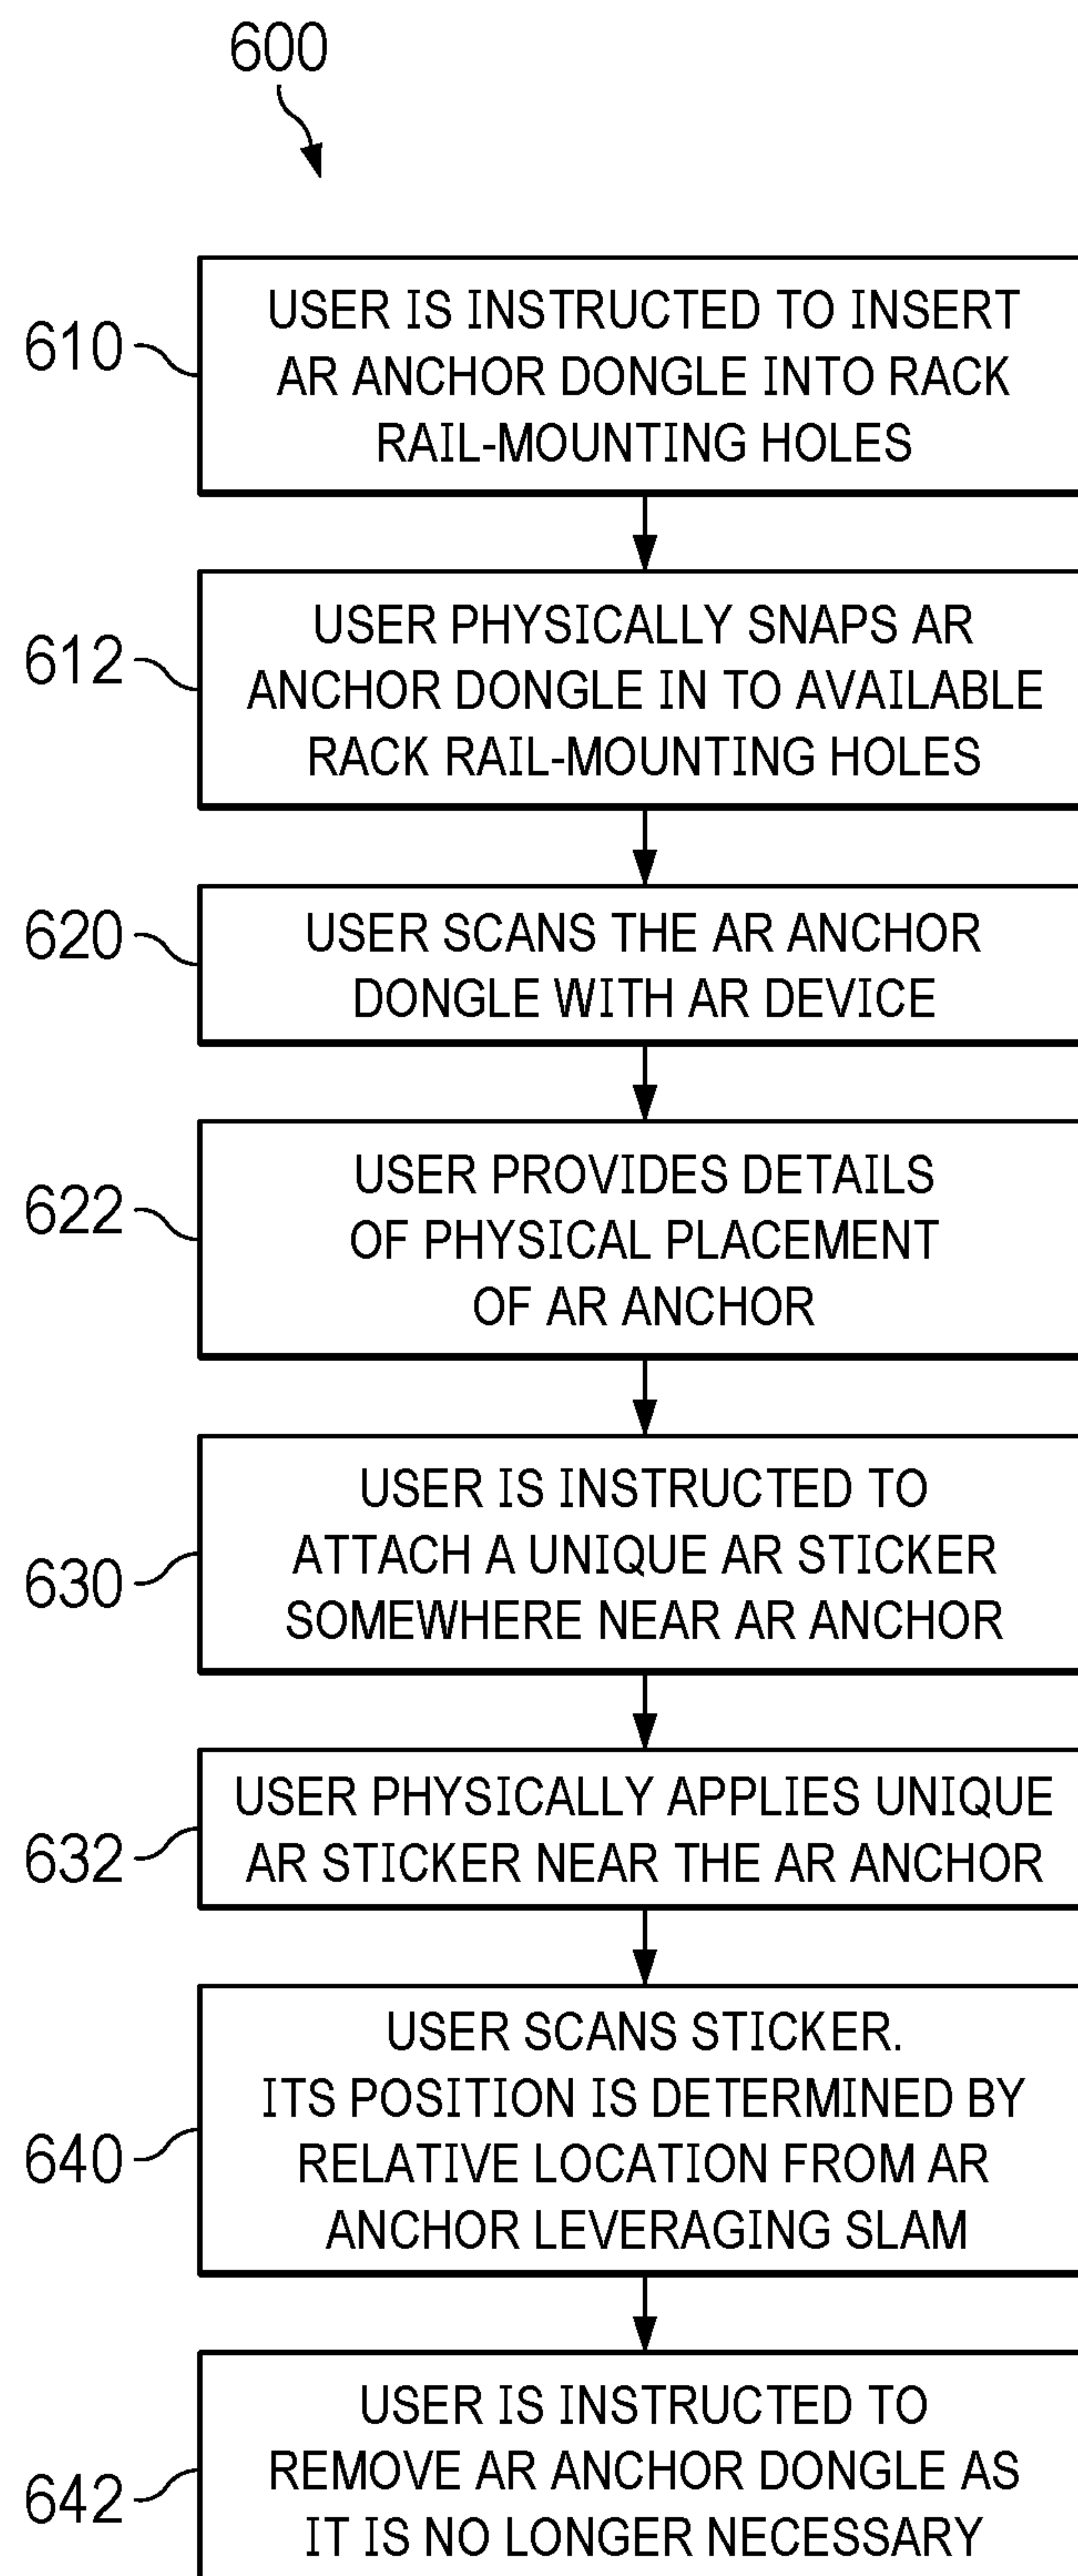 600
610
USER IS INSTRUCTED TO INSERT
AR ANCHOR DONGLE INTO RACK
RAIL-MOUNTING HOLES
612
USER PHYSICALLY SNAPS AR
ANCHOR DONGLE IN TO AVAILABLE
RACK RAIL-MOUNTING HOLES
620
USER SCANS THE AR ANCHOR
DONGLE WITH AR DEVICE
622
USER PROVIDES DETAILS
OF PHYSICAL PLACEMENT
OF AR ANCHOR
630
USER IS INSTRUCTED TO
ATTACH A UNIQUE AR STICKER
SOMEWHERE NEAR AR ANCHOR
632
USER PHYSICALLY APPLIES UNIQUE
AR STICKER NEAR THE AR ANCHOR
640
USER SCANS STICKER.
ITS POSITION IS DETERMINED BY
RELATIVE LOCATION FROM AR
ANCHOR LEVERAGING SLAM
642
USER IS INSTRUCTED TO
REMOVE AR ANCHOR DONGLE AS
IT IS NO LONGER NECESSARY